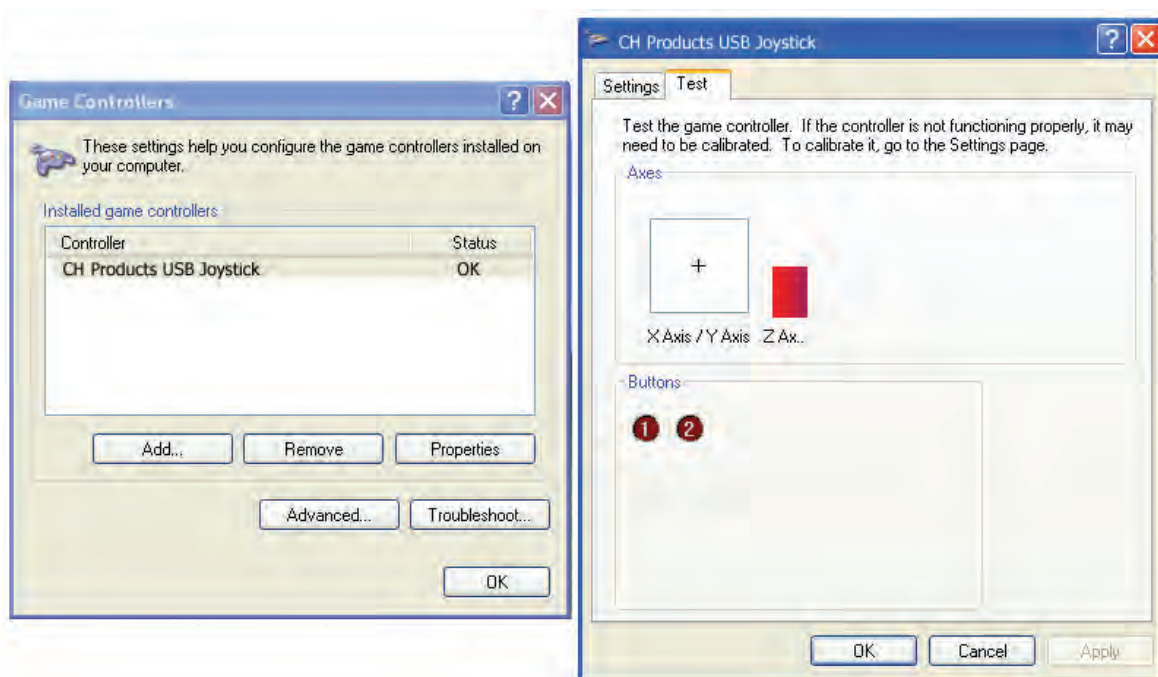 Game Controllers
These settings help you configure the game controllers installed on
your computer.
Installed game controllers
Controller Status
CH Products USB Joystick OK
Add... Remove Properties
Advanced... Troubleshoot...
OK
CH Products USB Joystick
Settings Test
Test the game controller. If the controller is not functioning properly, it may
need to be calibrated. To calibrate it, go to the Settings page.
Axes
X Axis / Y Axis Z Ax..
Buttons
1 2
OK Cancel Apply